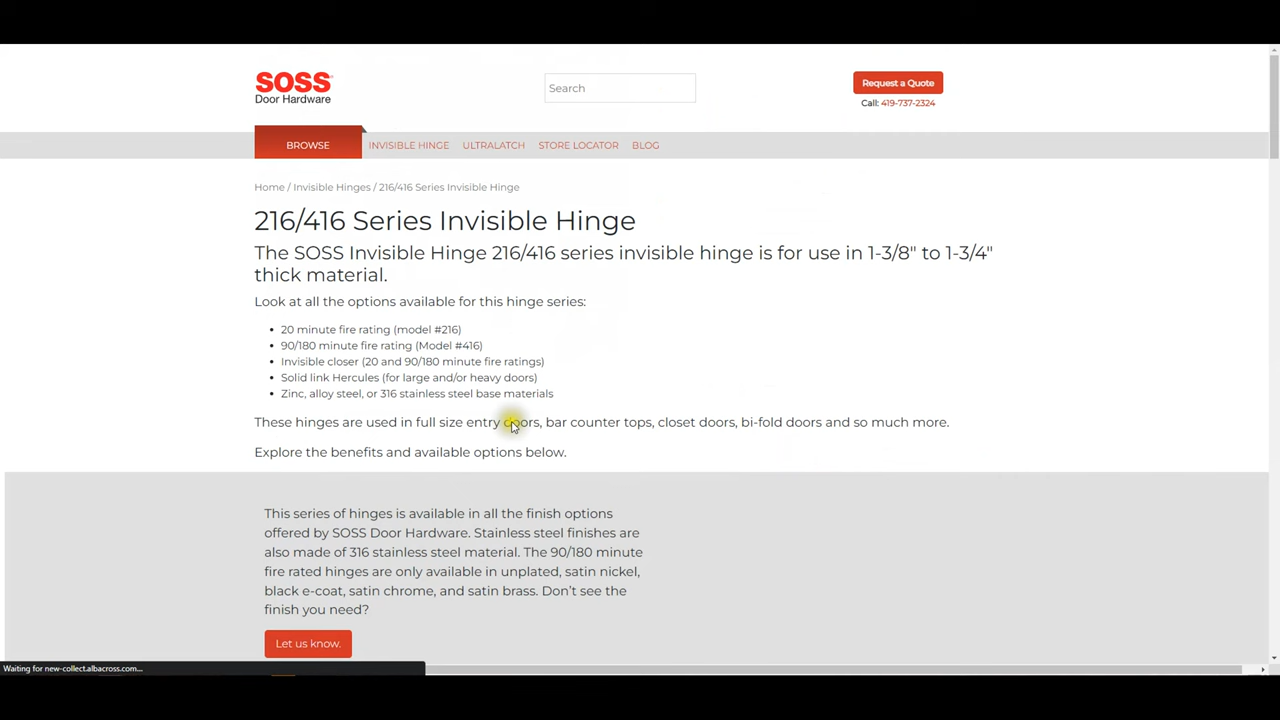 SOSS
Door Hardware
Search
Request a Quote
Call: 419-737-2324
BROWSE
INVISIBLE HINGE
ULTRALATCH
STORE LOCATOR
BLOG
Home / Invisible Hinges / 216/416 Series Invisible Hinge
216/416 Series Invisible Hinge
The SOSS Invisible Hinge 216/416 series invisible hinge is for use in 1-3/8" to 1-3/4"
thick material.
Look at all the options available for this hinge series:
• 20 minute fire rating (model #216)
• 90/180 minute fire rating (Model #416)
• Invisible closer (20 and 90/180 minute fire ratings)
• Solid link Hercules (for large and/or heavy doors)
• Zinc, alloy steel, or 316 stainless steel base materials
These hinges are used in full size entry doors, bar counter tops, closet doors, bi-fold doors and so much more.
Explore the benefits and available options below.
This series of hinges is available in all the finish options
offered by SOSS Door Hardware. Stainless steel finishes are
also made of 316 stainless steel material. The 90/180 minute
fire rated hinges are only available in unplated, satin nickel,
black e-coat, satin chrome, and satin brass. Don't see the
finish you need?
Let us know.
Waiting for new-collect.albacross.com...